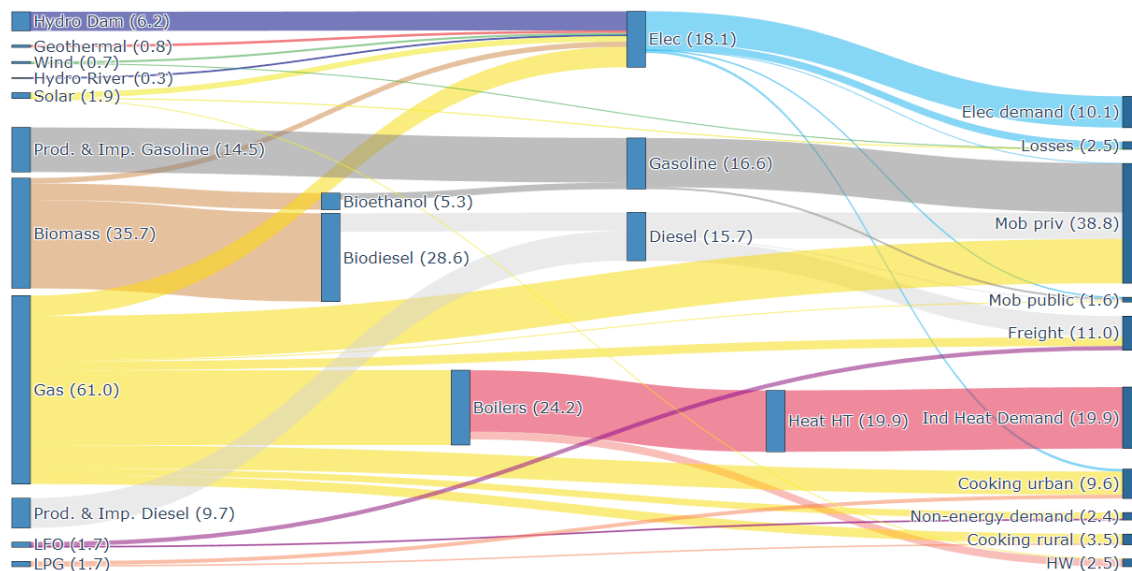 Hydro Dam (6.2)
Geothermal (0.8)
Wind (0.7)
Hydro River (0.3)
Solar (1.9)
Prod. & Imp. Gasoline (14.5)
Biomass (35.7)
Gas (61.0)
Prod. & Imp. Diesel (9.7)
LFO (1.7)
LPG (1.7)
Bioethanol (5.3)
Biodiesel (28.6)
Boilers (24.2)
Elec (18.1)
Gasoline (16.6)
Diesel (15.7)
Heat HT (19.9)
Elec demand (10.1)
Losses (2.5)
Mob priv (38.8)
Mob public (1.6)
Freight (11.0)
Ind Heat Demand (19.9)
Cooking urban (9.6)
Non-energy demand (2.4)
Cooking rural (3.5)
HW (2.5)